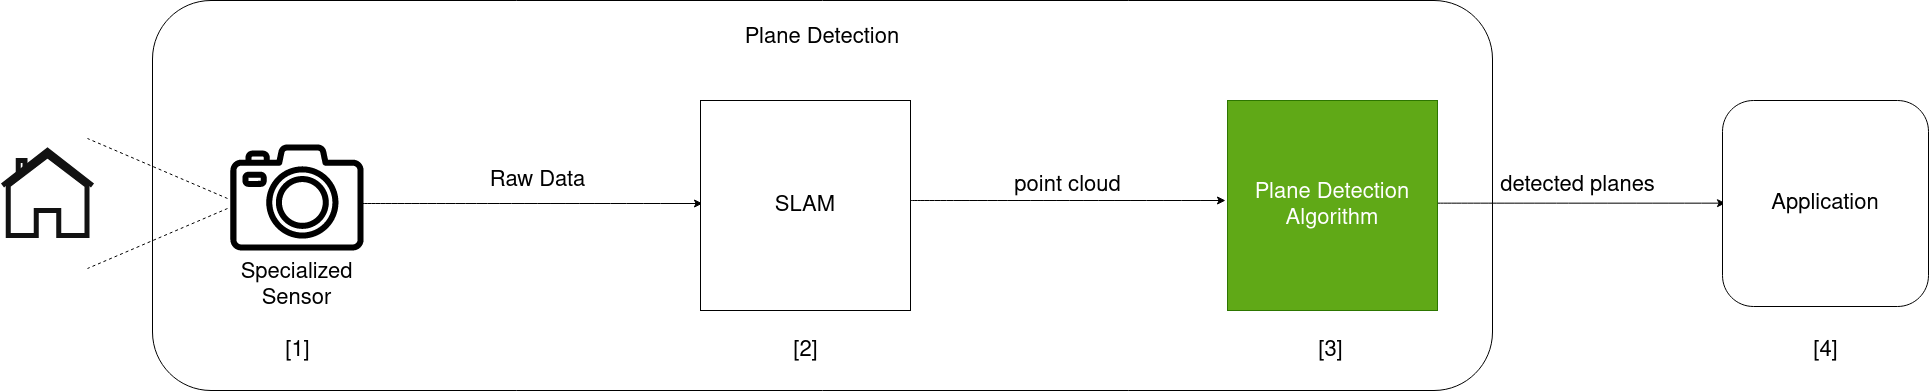 Plane Detection
Specialized
Sensor
[1]
Raw Data
SLAM
[2]
point cloud
Plane Detection
Algorithm
[3]
detected planes
Application
[4]